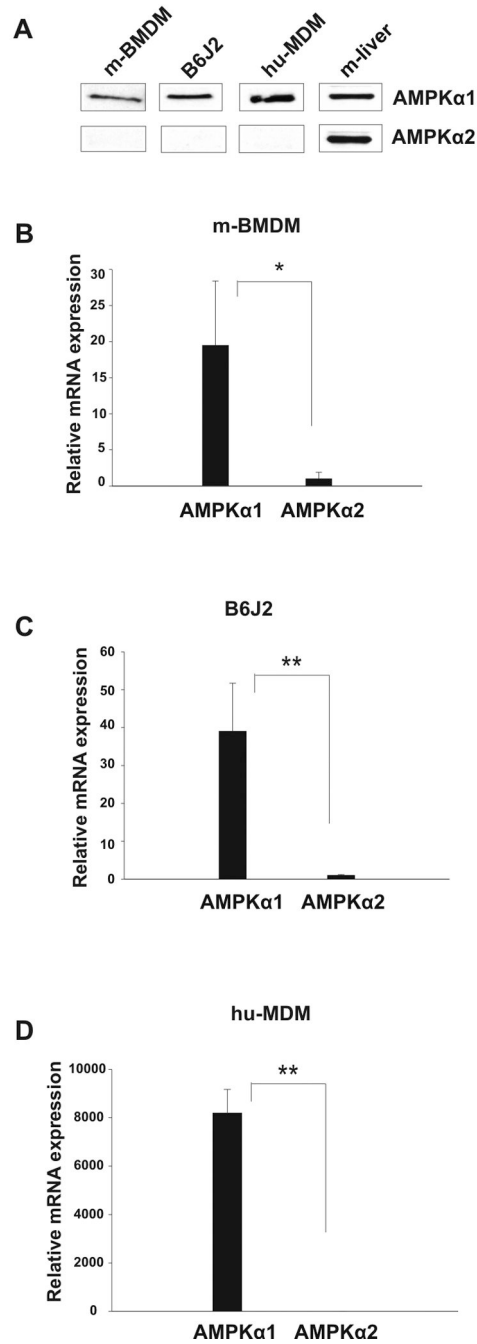 A
m-BMDM
B6J2
hu-MDM
m-liver
AMPKα1
AMPKα2
B
m-BMDM
Relative mRNA expression
30
25
20
15
10
5
0
*
AMPKα1 AMPKα2
C
B6J2
Relative mRNA expression
60
50
40
30
20
10
0
**
AMPKα1 AMPKα2
D
hu-MDM
Relative mRNA expression
10000
8000
6000
4000
2000
0
**
AMPKα1 AMPKα2